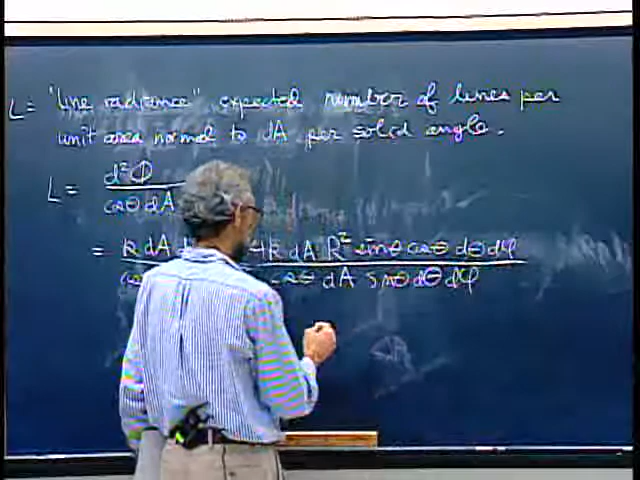 L = "line radiance" expected number of lines per
unit area normal to dA per solid angle.
L = d²Φ / cosθ dA
= k dA 4k dA R² sinθ cosθ dθ dφ / cosθ dA sinθ dθ dφ